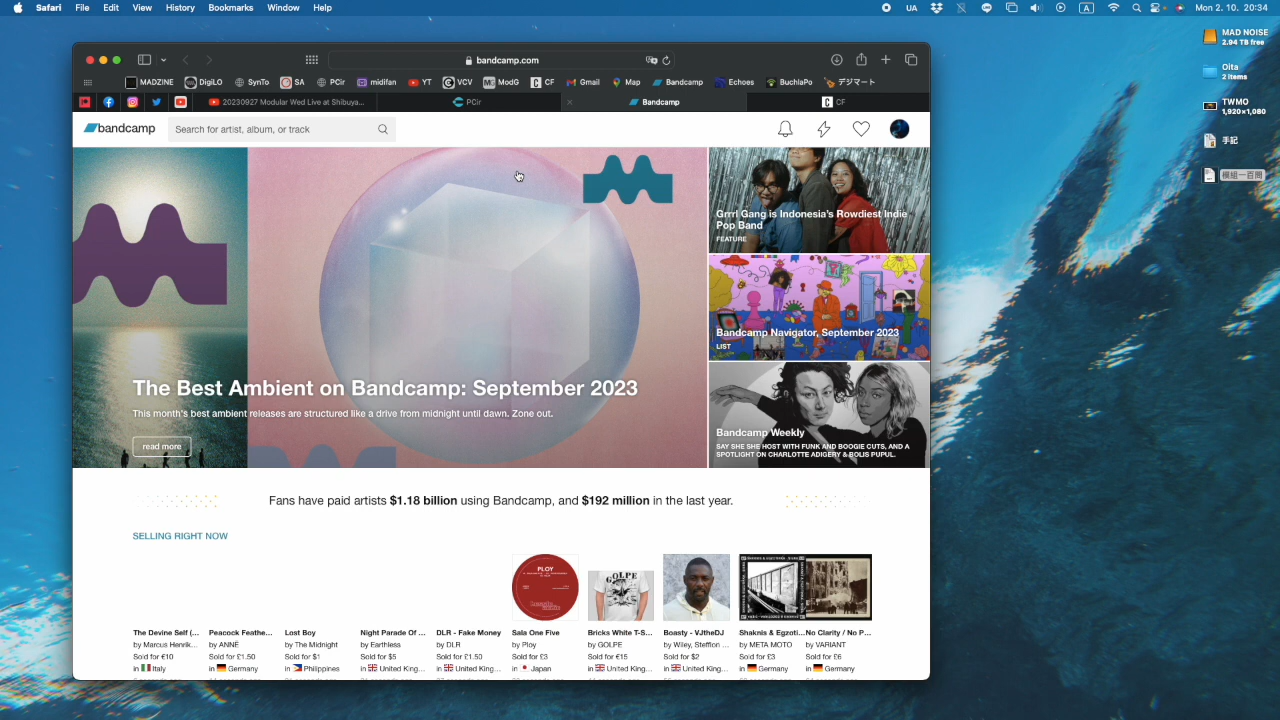 Safari File Edit View History Bookmarks Window Help
UA
A
Mon 2. 10. 20:34
bandcamp.com
MADZINE DigiLO SynTo SA PCir midifan YT VCV ModG CF Gmail Map Bandcamp Echoes BuchlaPo デジマート
20230927 Modular Wed Live at Shibuya... PCir Bandcamp CF
bandcamp
Search for artist, album, or track
The Best Ambient on Bandcamp: September 2023
This month's best ambient releases are structured like a drive from midnight until dawn. Zone out.
read more
Grrrl Gang is Indonesia's Rowdiest Indie
Pop Band
FEATURE
Bandcamp Navigator, September 2023
LIST
Bandcamp Weekly
SAY SHE SHE HOST WITH FUNK AND BOOGIE CUTS, AND A
SPOTLIGHT ON CHARLOTTE ADIGERY & BOLIS PUPUL.
Fans have paid artists $1.18 billion using Bandcamp, and $192 million in the last year.
SELLING RIGHT NOW
PLOY
GOLPE
The Devine Self (... Peacock Feathe... Lost Boy Night Parade Of ... DLR - Fake Money Sala One Five Bricks White T-S... Boasty - VJtheDJ Shaknis & Egzoti... No Clarity / No P...
by Marcus Henrik... by ANNË by The Midnight by Earthless by DLR by Ploy by GOLPE by Wiley, Stefflon ... by META MOTO by VARIANT
Sold for €10 Sold for £1.50 Sold for $1 Sold for $5 Sold for £1.50 Sold for £3 Sold for €15 Sold for $2 Sold for £3 Sold for £6
in Italy in Germany in Philippines in United King... in United King... in Japan in United King... in United King... in Germany in Germany
MAD NOISE
2.94 TB free
Oita
2 items
TWMO
1,920×1,080
手記
模組一百問